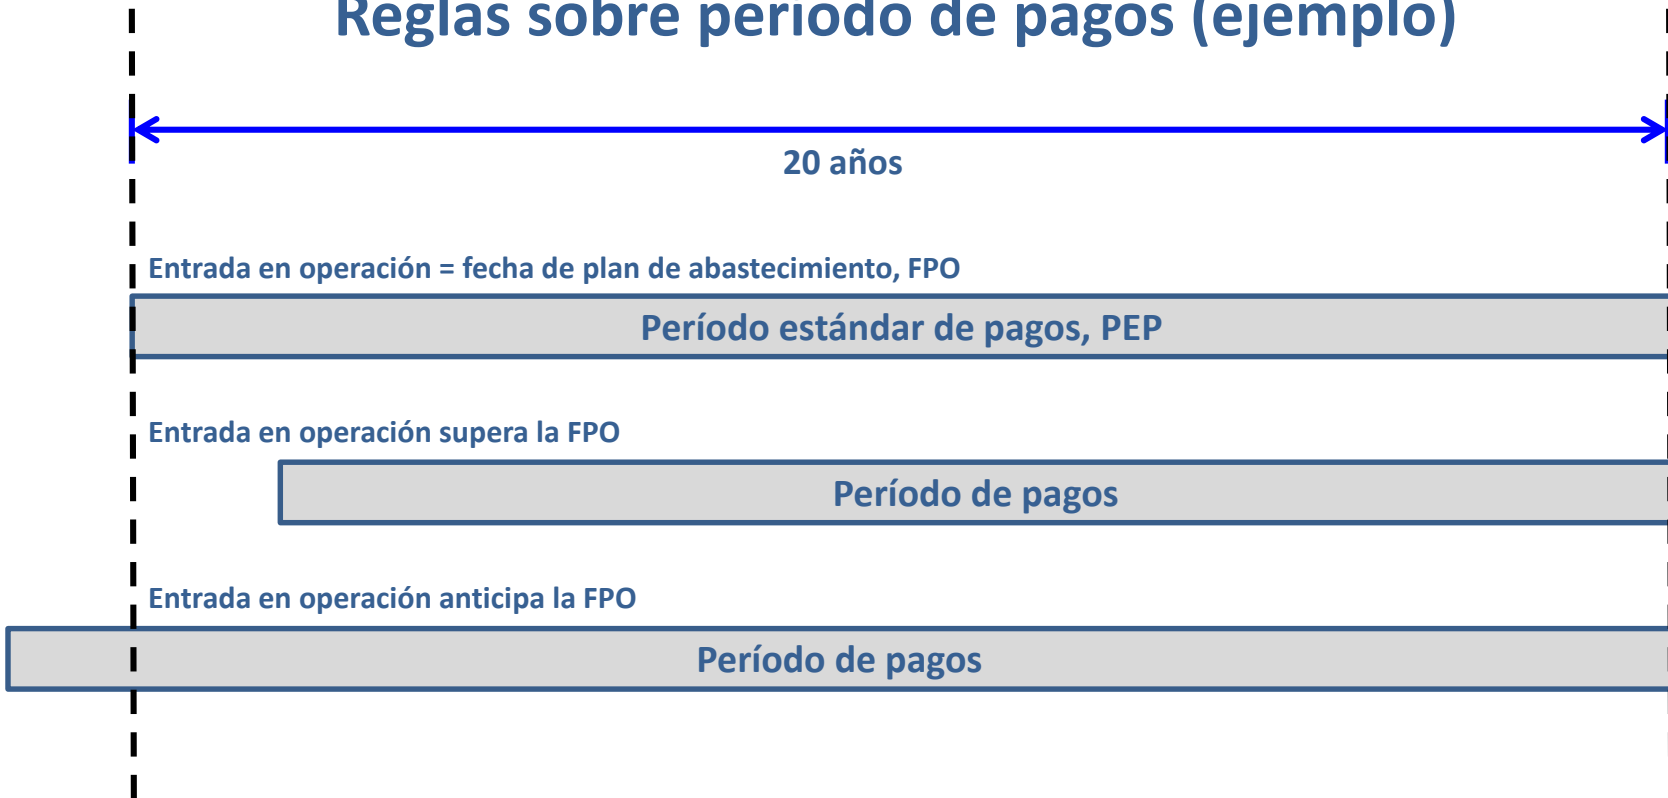 Reglas sobre período de pagos (ejemplo)
20 años
Entrada en operación = fecha de plan de abastecimiento, FPO
Período estándar de pagos, PEP
Entrada en operación supera la FPO
Período de pagos
Entrada en operación anticipa la FPO
Período de pagos